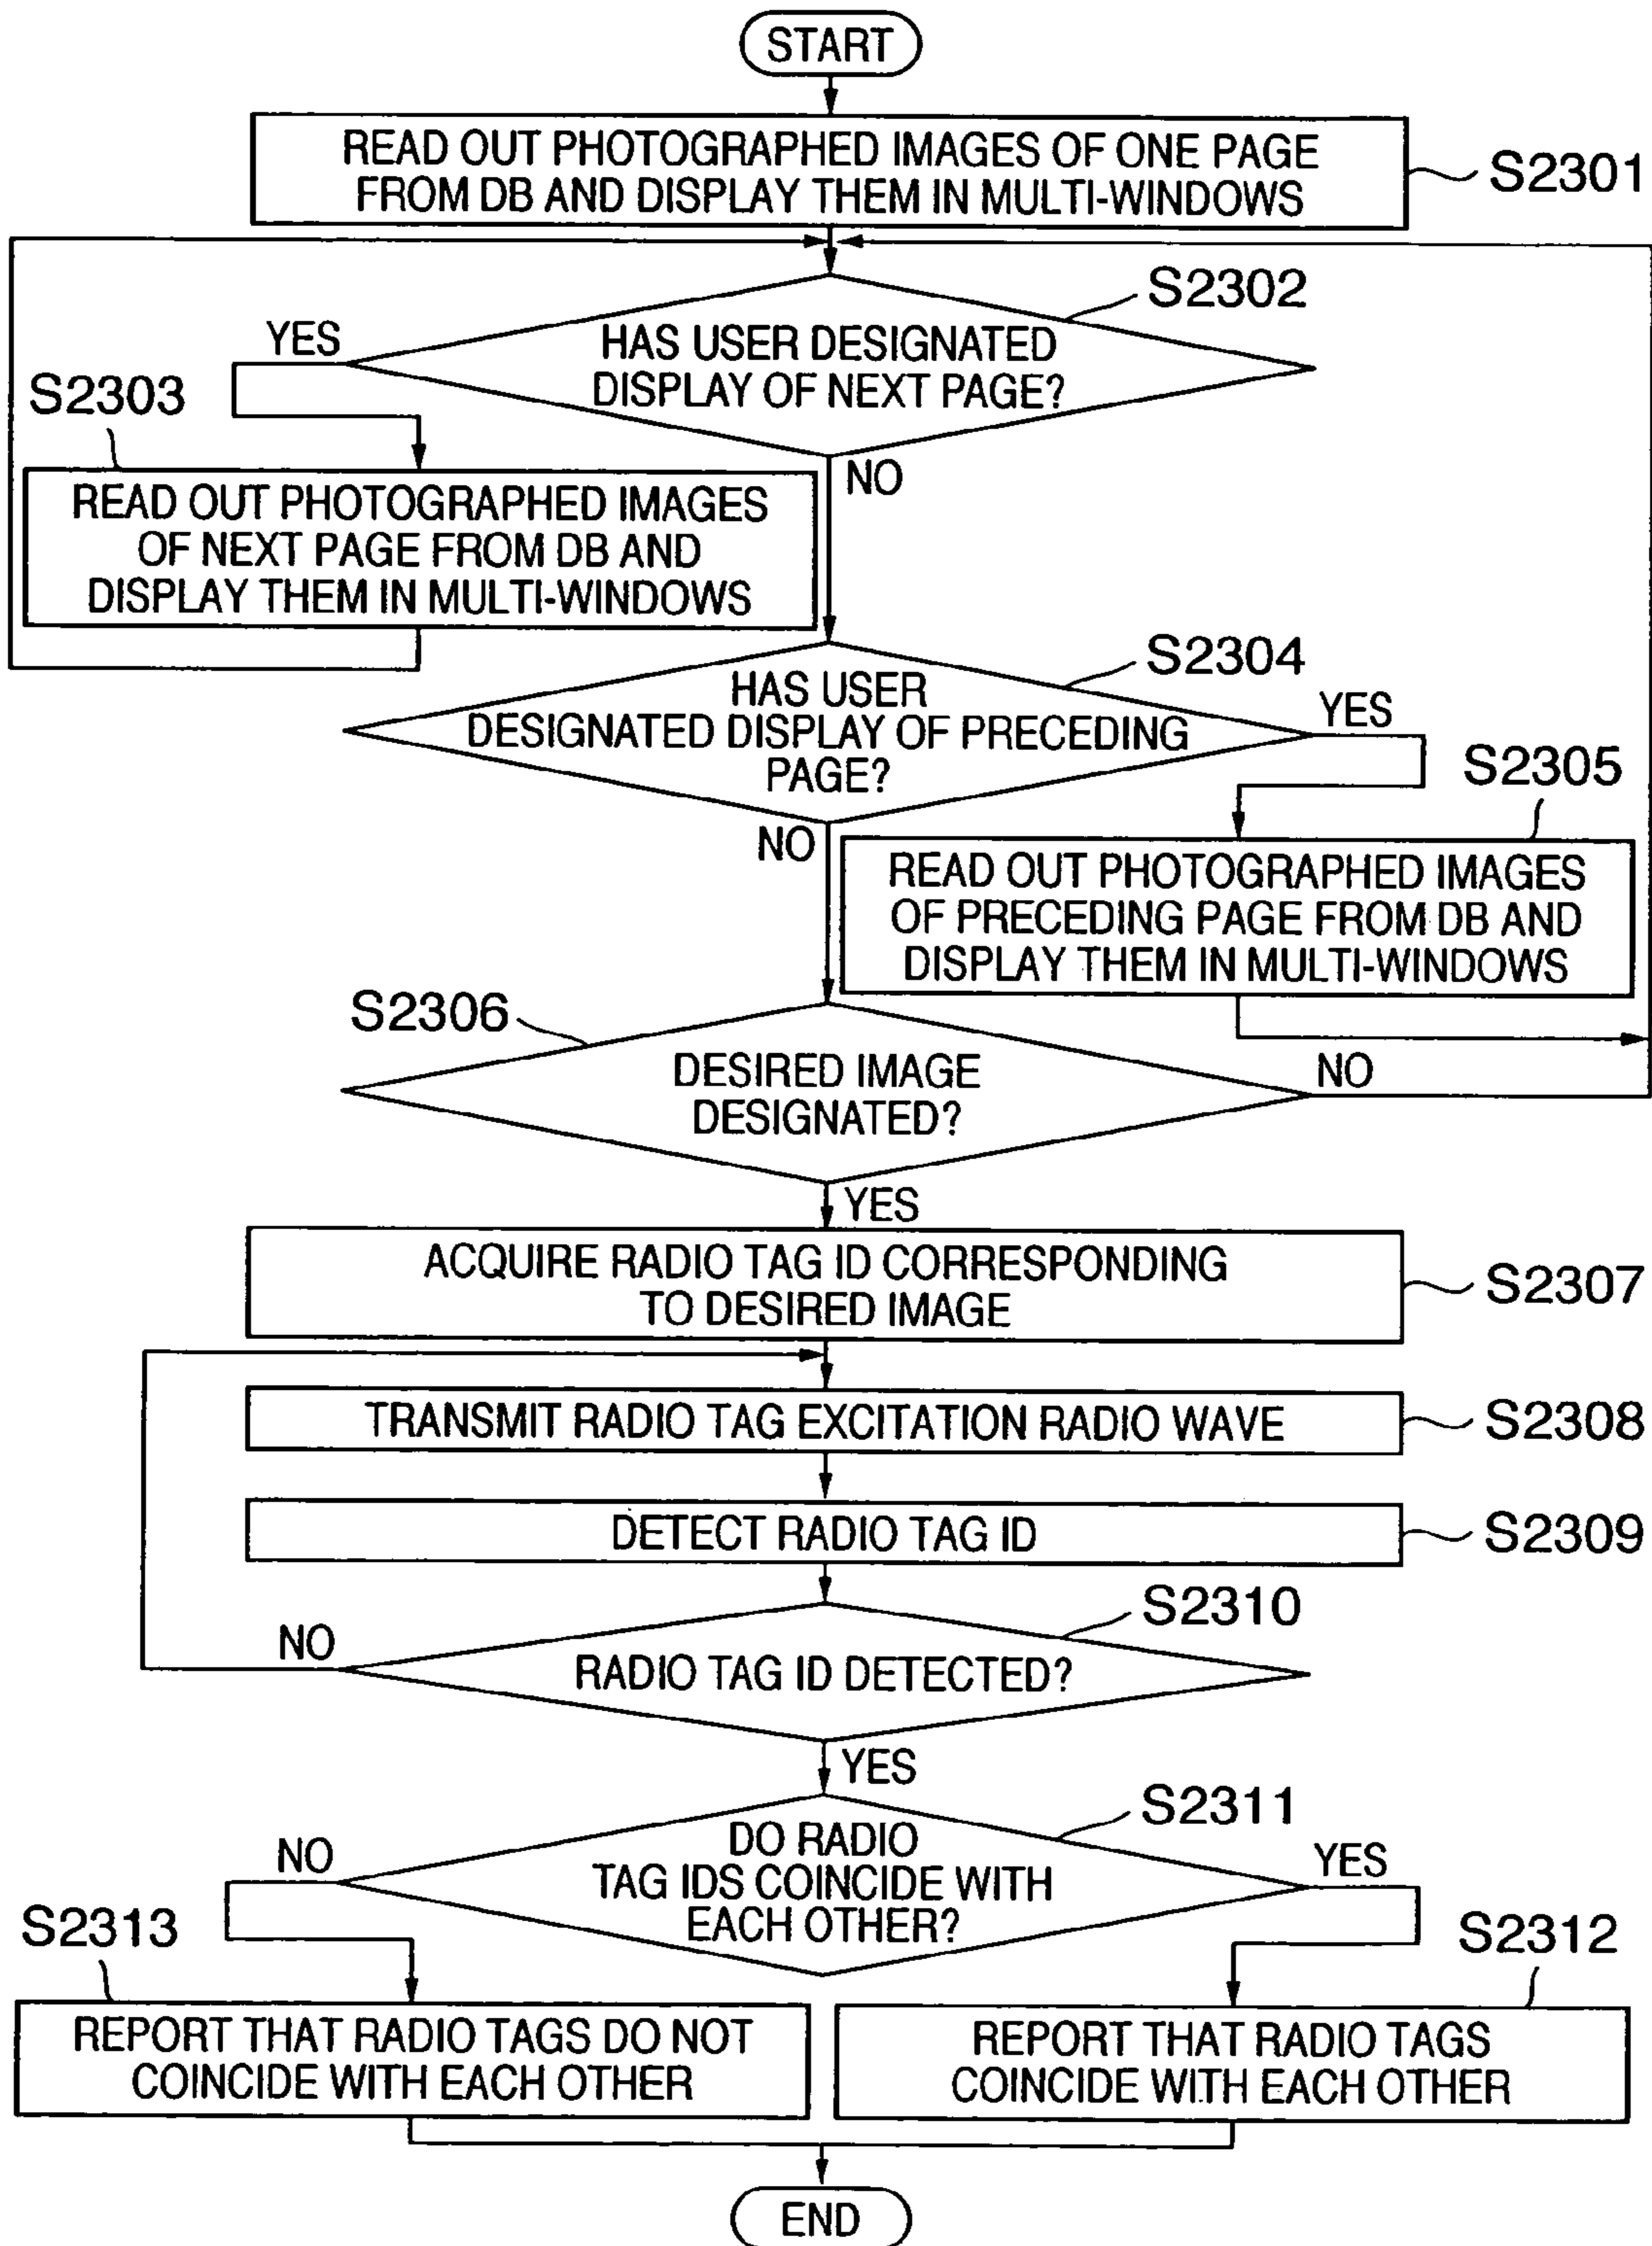 START
READ OUT PHOTOGRAPHED IMAGES OF ONE PAGE
FROM DB AND DISPLAY THEM IN MULTI-WINDOWS
S2301
S2302
HAS USER DESIGNATED
DISPLAY OF NEXT PAGE?
YES
NO
S2303
READ OUT PHOTOGRAPHED IMAGES
OF NEXT PAGE FROM DB AND
DISPLAY THEM IN MULTI-WINDOWS
S2304
HAS USER
DESIGNATED DISPLAY OF PRECEDING
PAGE?
YES
NO
S2305
READ OUT PHOTOGRAPHED IMAGES
OF PRECEDING PAGE FROM DB AND
DISPLAY THEM IN MULTI-WINDOWS
S2306
DESIRED IMAGE
DESIGNATED?
NO
YES
ACQUIRE RADIO TAG ID CORRESPONDING
TO DESIRED IMAGE
S2307
TRANSMIT RADIO TAG EXCITATION RADIO WAVE
S2308
DETECT RADIO TAG ID
S2309
S2310
RADIO TAG ID DETECTED?
NO
YES
S2311
DO RADIO
TAG IDS COINCIDE WITH
EACH OTHER?
NO
YES
S2313
REPORT THAT RADIO TAGS DO NOT
COINCIDE WITH EACH OTHER
S2312
REPORT THAT RADIO TAGS
COINCIDE WITH EACH OTHER
END